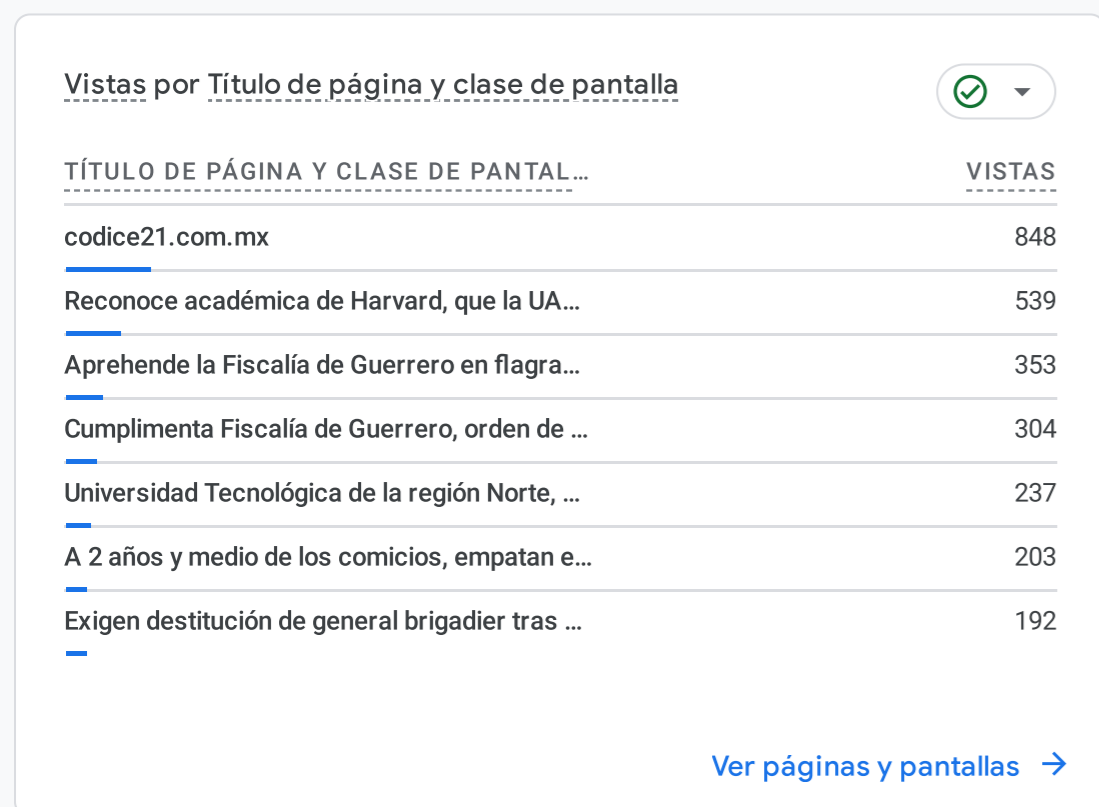 Vistas por Título de página y clase de pantalla
TÍTULO DE PÁGINA Y CLASE DE PANTAL… VISTAS
codice21.com.mx 848
Reconoce académica de Harvard, que la UA… 539
Aprehende la Fiscalía de Guerrero en flagra… 353
Cumplimenta Fiscalía de Guerrero, orden de … 304
Universidad Tecnológica de la región Norte, … 237
A 2 años y medio de los comicios, empatan e… 203
Exigen destitución de general brigadier tras … 192
Ver páginas y pantallas